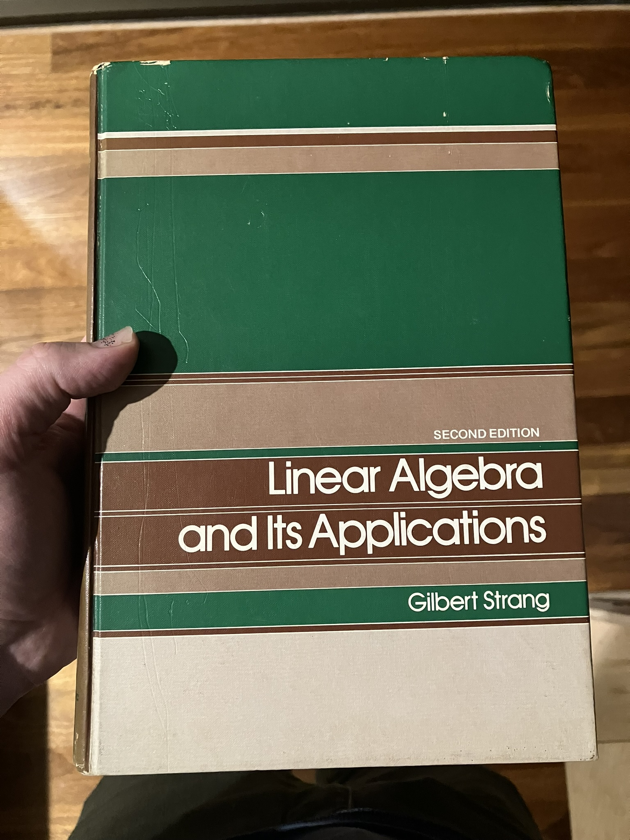 SECOND EDITION
Linear Algebra
and Its Applications
Gilbert Strang